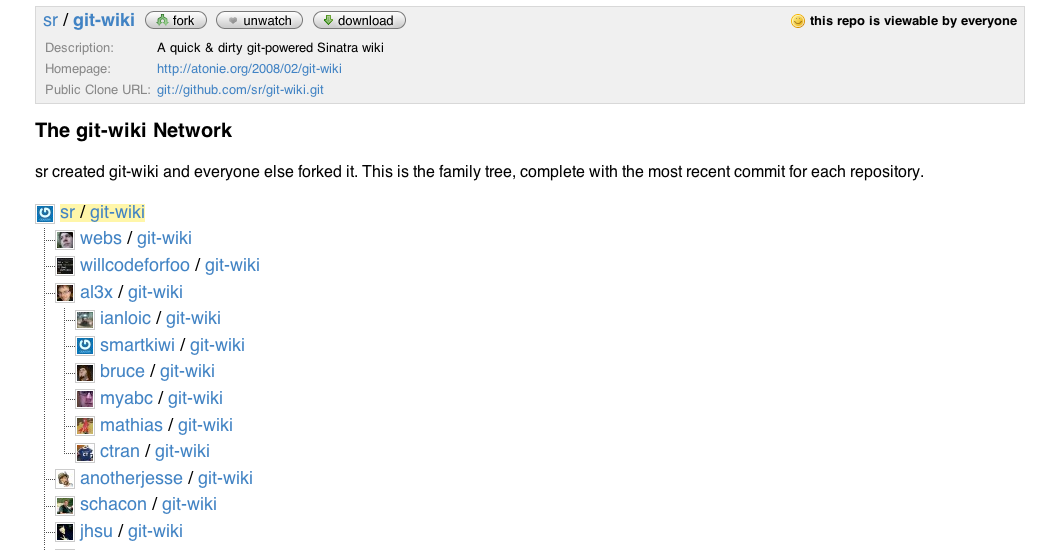 sr / git-wiki fork unwatch download this repo is viewable by everyone
Description: A quick & dirty git-powered Sinatra wiki
Homepage: http://atonie.org/2008/02/git-wiki
Public Clone URL: git://github.com/sr/git-wiki.git
The git-wiki Network
sr created git-wiki and everyone else forked it. This is the family tree, complete with the most recent commit for each repository.
sr / git-wiki
webs / git-wiki
willcodeforfoo / git-wiki
al3x / git-wiki
ianloic / git-wiki
smartkiwi / git-wiki
bruce / git-wiki
myabc / git-wiki
mathias / git-wiki
ctran / git-wiki
anotherjesse / git-wiki
schacon / git-wiki
jhsu / git-wiki